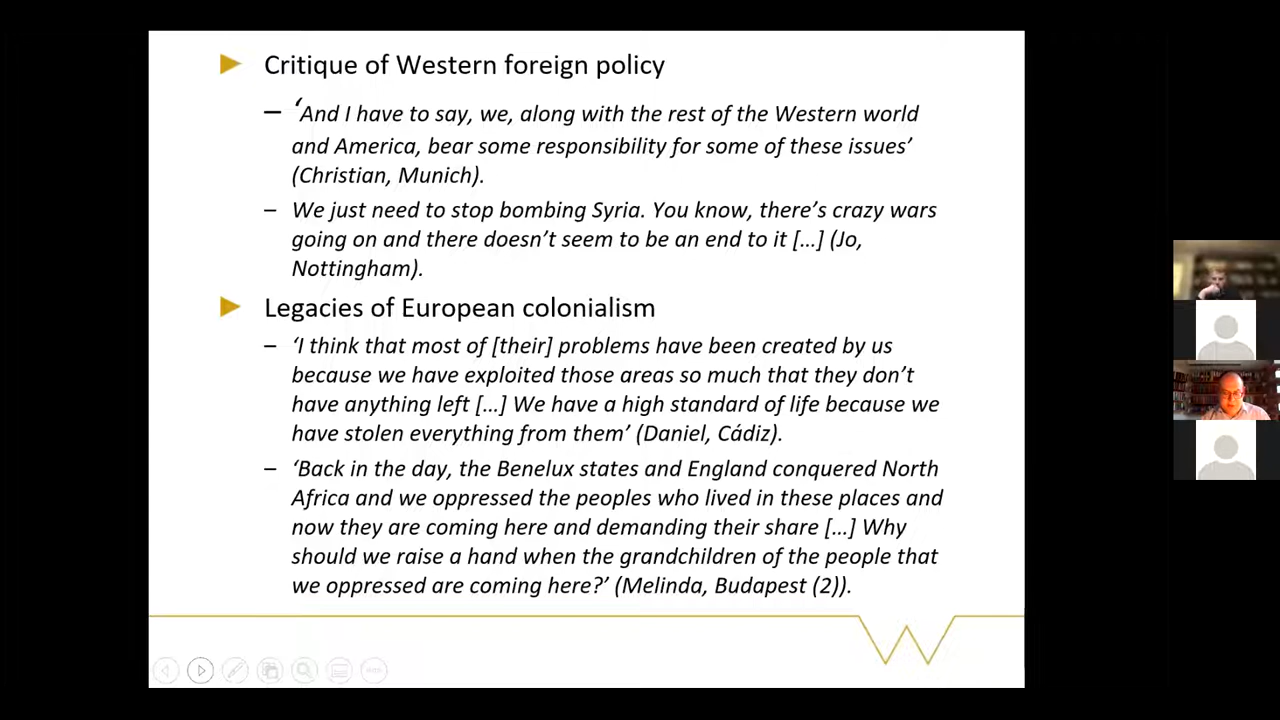 Critique of Western foreign policy
– ‘And I have to say, we, along with the rest of the Western world
and America, bear some responsibility for some of these issues’
(Christian, Munich).
– We just need to stop bombing Syria. You know, there’s crazy wars
going on and there doesn’t seem to be an end to it […] (Jo,
Nottingham).
Legacies of European colonialism
– ‘I think that most of [their] problems have been created by us
because we have exploited those areas so much that they don’t
have anything left […] We have a high standard of life because we
have stolen everything from them’ (Daniel, Cádiz).
– ‘Back in the day, the Benelux states and England conquered North
Africa and we oppressed the peoples who lived in these places and
now they are coming here and demanding their share […] Why
should we raise a hand when the grandchildren of the people that
we oppressed are coming here?’ (Melinda, Budapest (2)).